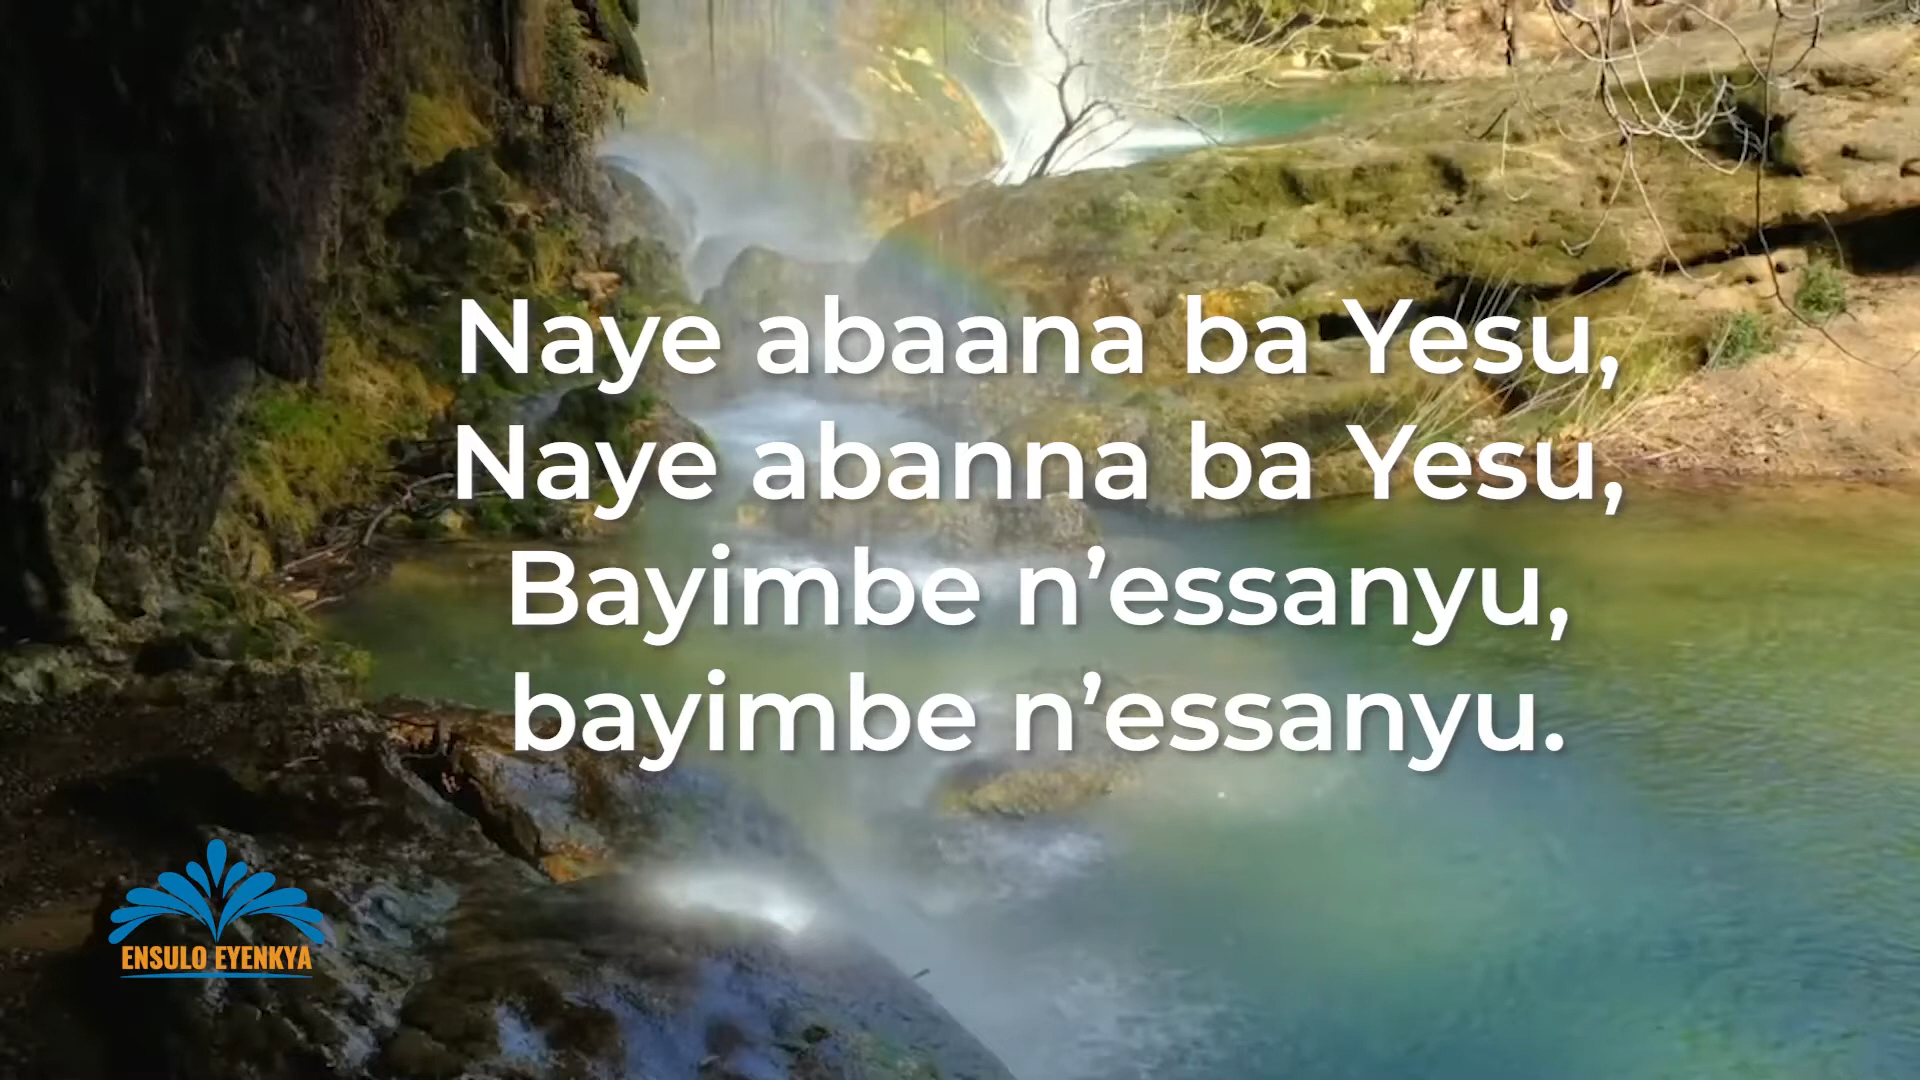 Naye abaana ba Yesu,
Naye abanna ba Yesu,
Bayimbe n’essanyu,
bayimbe n’essanyu.
ENSULO EYENKYA